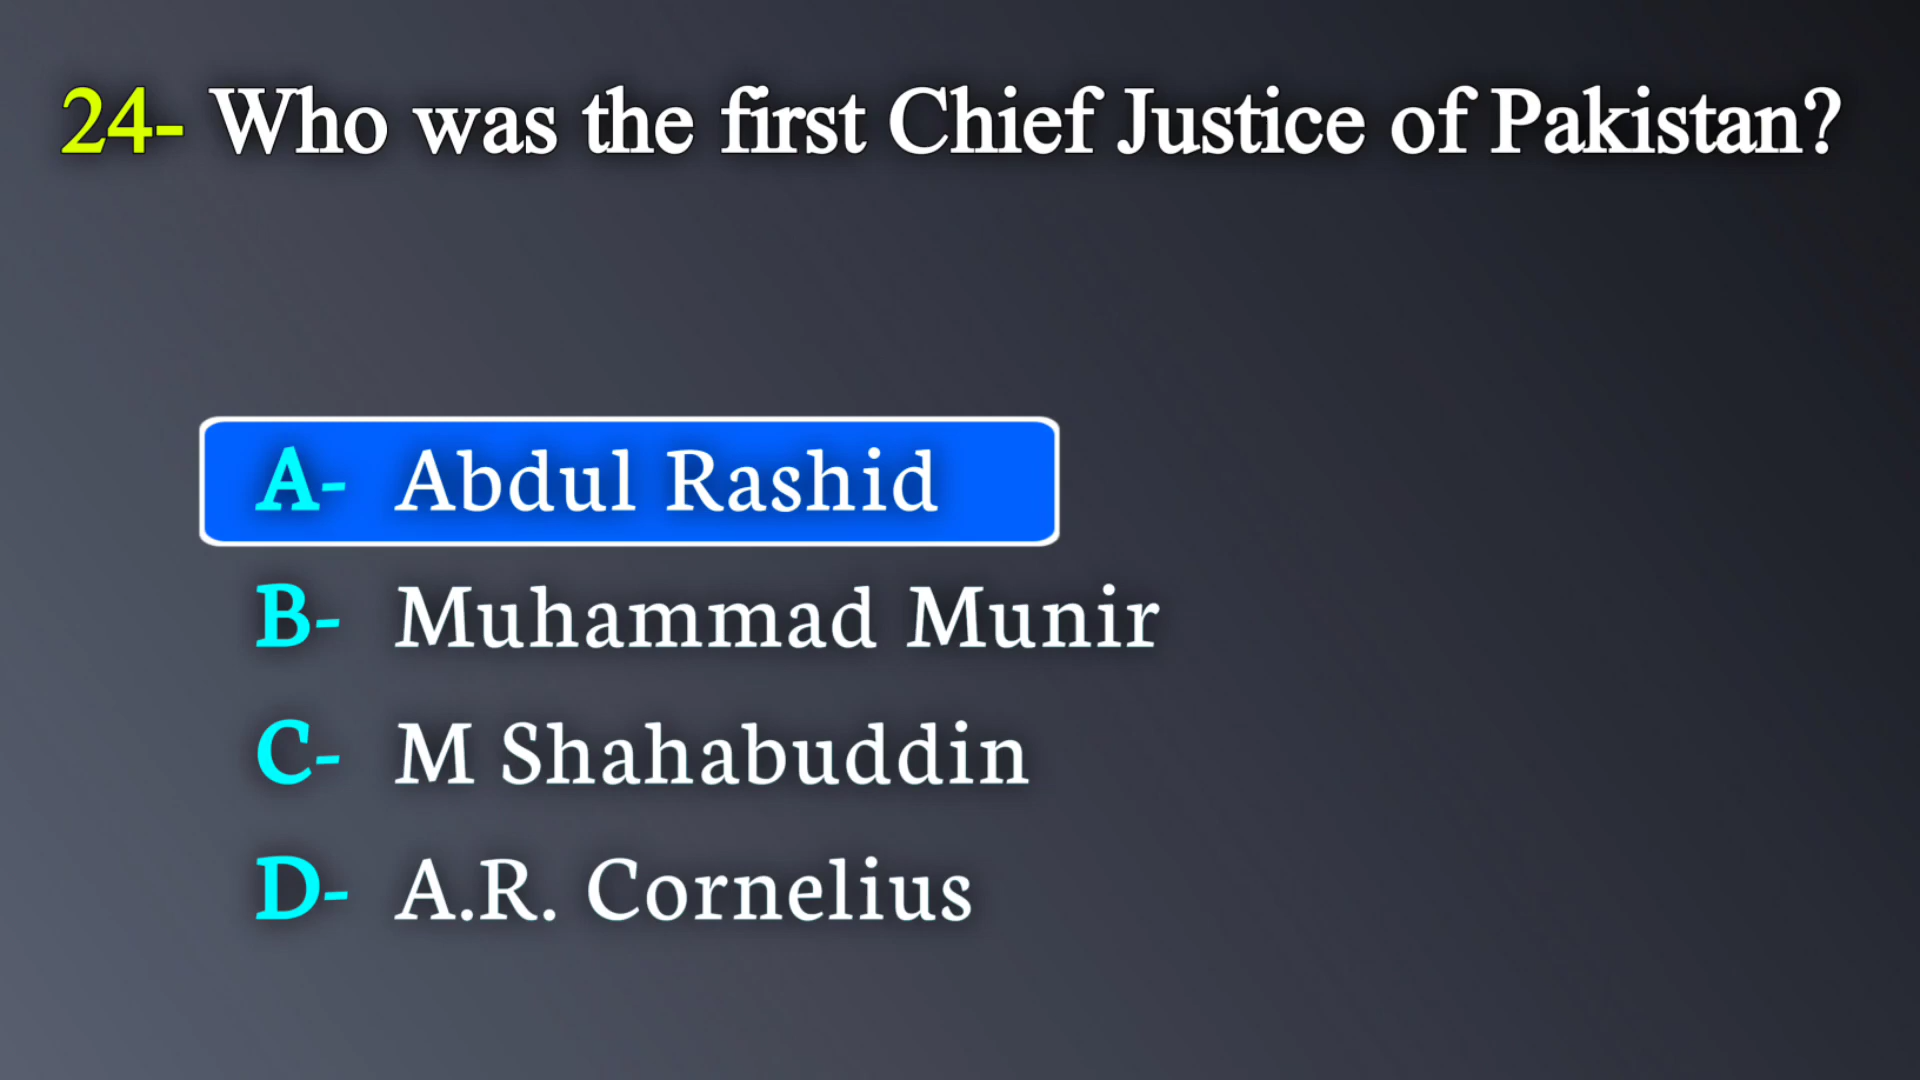 24- Who was the first Chief Justice of Pakistan?
A- Abdul Rashid
B- Muhammad Munir
C- M Shahabuddin
D- A.R. Cornelius